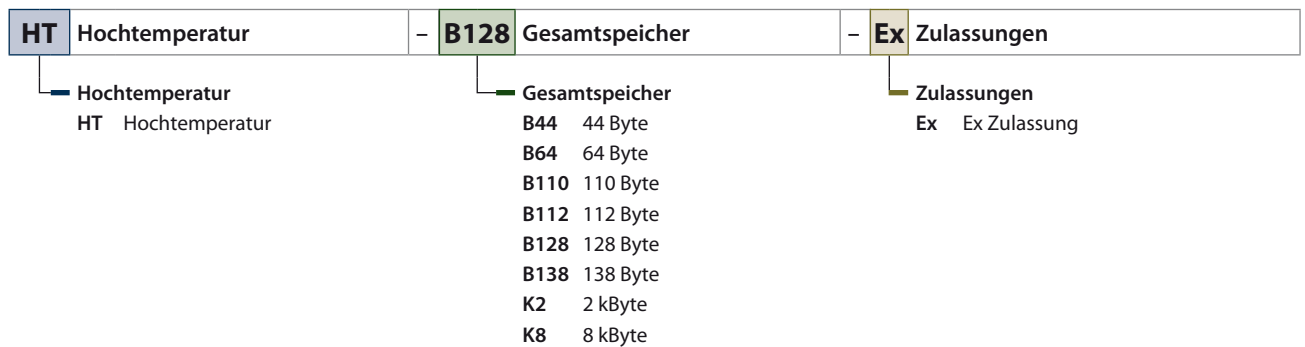 HT Hochtemperatur – B128 Gesamtspeicher – Ex Zulassungen
Hochtemperatur
HT Hochtemperatur
Gesamtspeicher
B44 44 Byte
B64 64 Byte
B110 110 Byte
B112 112 Byte
B128 128 Byte
B138 138 Byte
K2 2 kByte
K8 8 kByte
Zulassungen
Ex Ex Zulassung